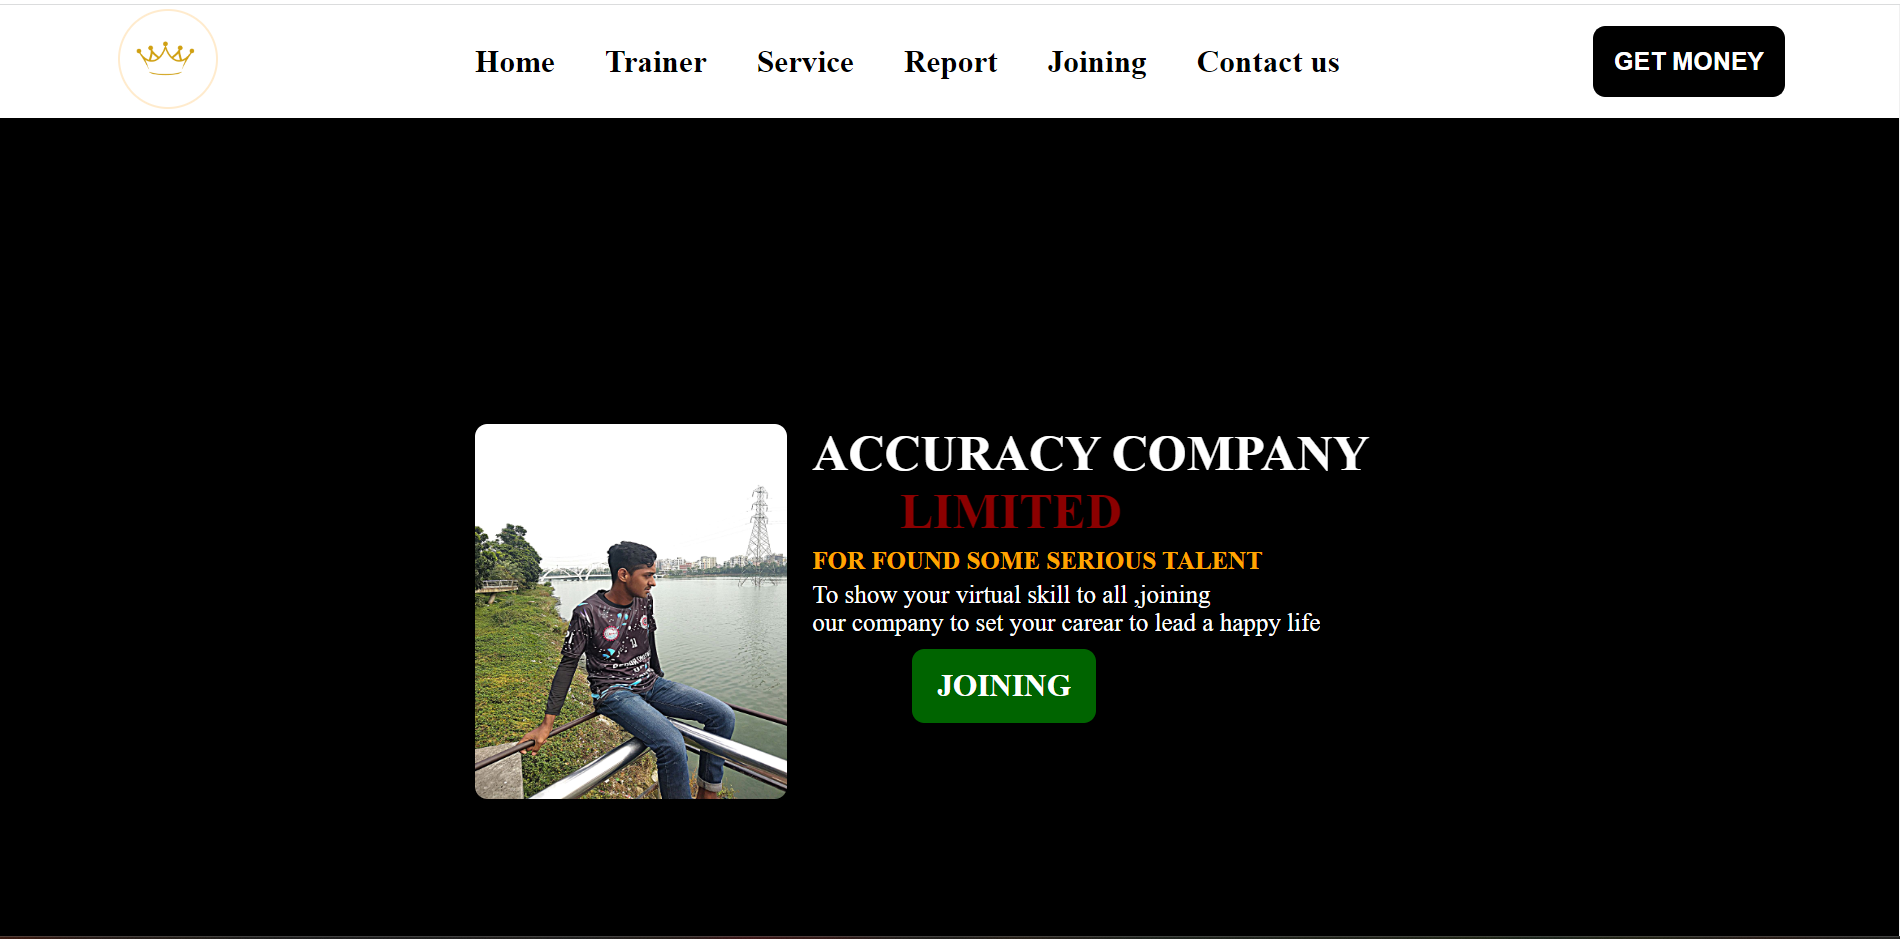 Home Trainer Service Report Joining Contact us GET MONEY
ACCURACY COMPANY
LIMITED
FOR FOUND SOME SERIOUS TALENT
To show your virtual skill to all ,joining
our company to set your carear to lead a happy life
JOINING